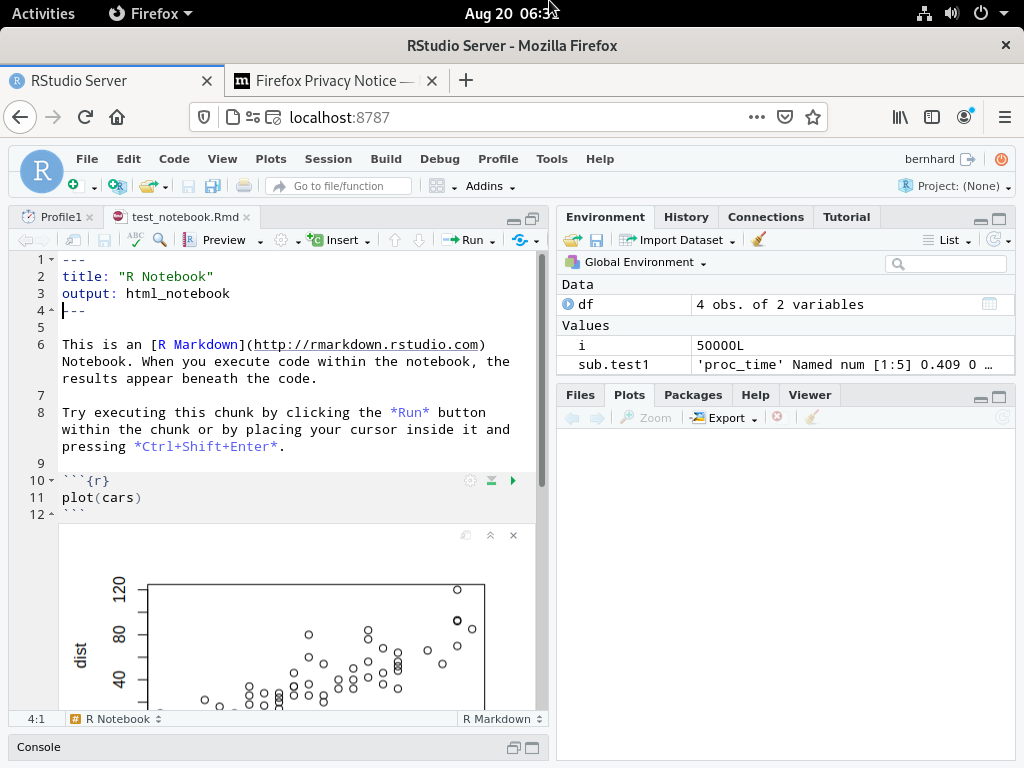 Activities
Firefox
Aug 20 06:3
RStudio Server - Mozilla Firefox
RStudio Server
Firefox Privacy Notice —
localhost:8787
File Edit Code View Plots Session Build Debug Profile Tools Help
bernhard
Go to file/function
Addins
Project: (None)
Profile1
test_notebook.Rmd
Preview
Insert
Run
1 ---
2 title: "R Notebook"
3 output: html_notebook
4 ---
5
6 This is an [R Markdown](http://rmarkdown.rstudio.com)
Notebook. When you execute code within the notebook, the
results appear beneath the code.
7
8 Try executing this chunk by clicking the *Run* button
within the chunk or by placing your cursor inside it and
pressing *Ctrl+Shift+Enter*.
9
10 ```{r}
11 plot(cars)
12 ```
120
80
40
dist
4:1
R Notebook
R Markdown
Console
Environment History Connections Tutorial
Import Dataset
List
Global Environment
Data
df 4 obs. of 2 variables
Values
i 50000L
sub.test1 'proc_time' Named num [1:5] 0.409 0 …
Files Plots Packages Help Viewer
Zoom
Export